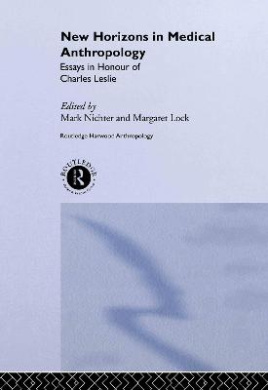 New Horizons in Medical
Anthropology
Essays in Honour of
Charles Leslie
Edited by
Mark Nichter and Margaret Lock
Routledge Harwood Anthropology
ROUTLEDGE
R